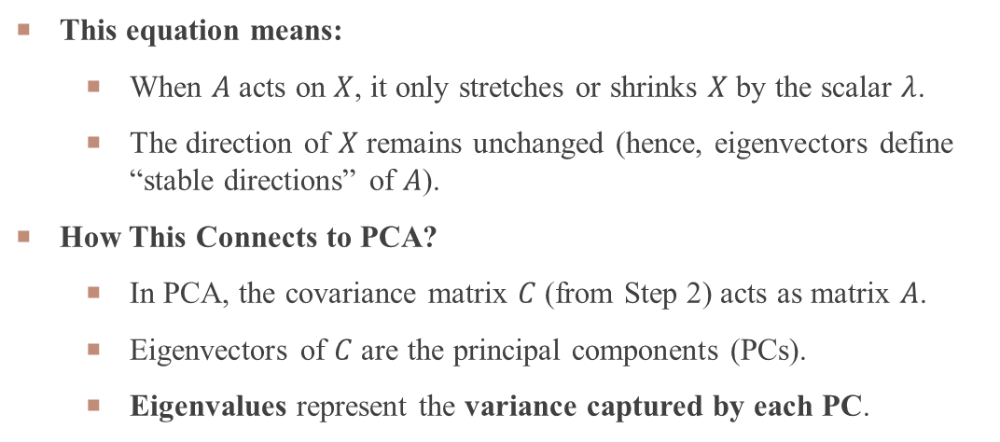 This equation means:
When A acts on X, it only stretches or shrinks X by the scalar λ.
The direction of X remains unchanged (hence, eigenvectors define
“stable directions” of A).
How This Connects to PCA?
In PCA, the covariance matrix C (from Step 2) acts as matrix A.
Eigenvectors of C are the principal components (PCs).
Eigenvalues represent the variance captured by each PC.